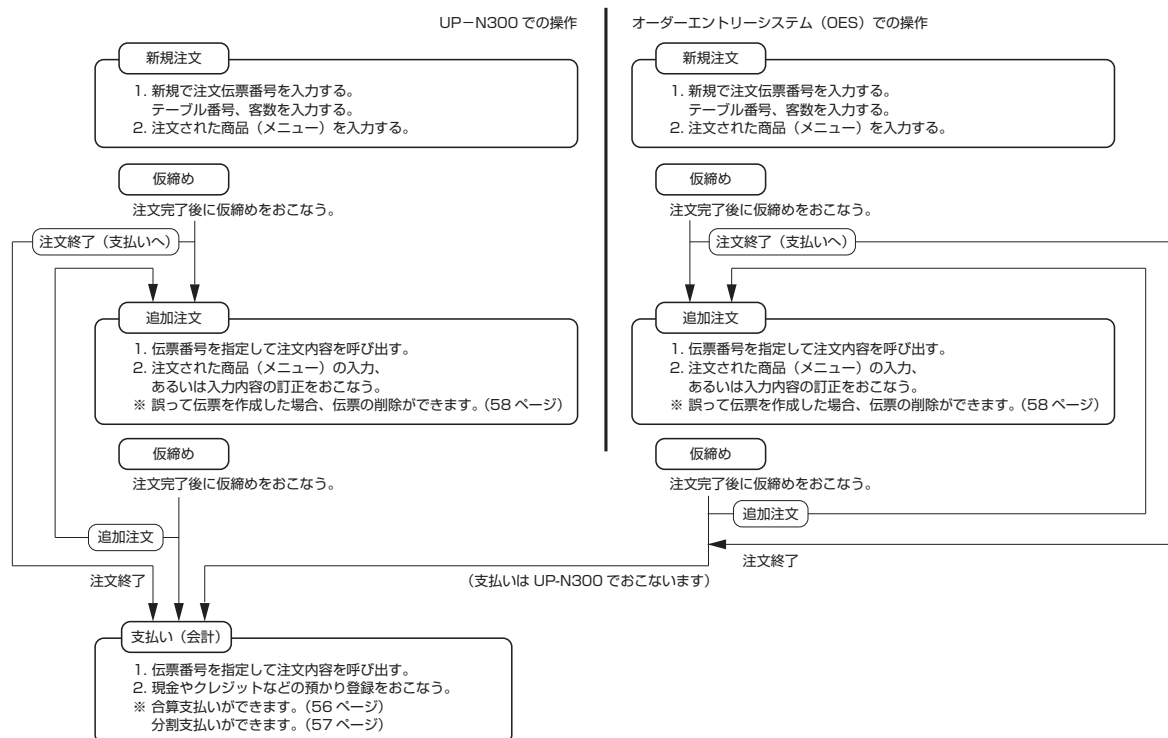 UP－N300 での操作
新規注文
1. 新規で注文伝票番号を入力する。
テーブル番号、客数を入力する。
2. 注文された商品（メニュー）を入力する。
仮締め
注文完了後に仮締めをおこなう。
注文終了（支払いへ）
追加注文
1. 伝票番号を指定して注文内容を呼び出す。
2. 注文された商品（メニュー）の入力、
あるいは入力内容の訂正をおこなう。
※ 誤って伝票を作成した場合、伝票の削除ができます。（58 ページ）
仮締め
注文完了後に仮締めをおこなう。
追加注文
注文終了
オーダーエントリーシステム（OES）での操作
新規注文
1. 新規で注文伝票番号を入力する。
テーブル番号、客数を入力する。
2. 注文された商品（メニュー）を入力する。
仮締め
注文完了後に仮締めをおこなう。
注文終了（支払いへ）
追加注文
1. 伝票番号を指定して注文内容を呼び出す。
2. 注文された商品（メニュー）の入力、
あるいは入力内容の訂正をおこなう。
※ 誤って伝票を作成した場合、伝票の削除ができます。（58 ページ）
仮締め
注文完了後に仮締めをおこなう。
追加注文
注文終了
（支払いは UP-N300 でおこないます）
支払い（会計）
1. 伝票番号を指定して注文内容を呼び出す。
2. 現金やクレジットなどの預かり登録をおこなう。
※ 合算支払いができます。（56 ページ）
分割支払いができます。（57 ページ）